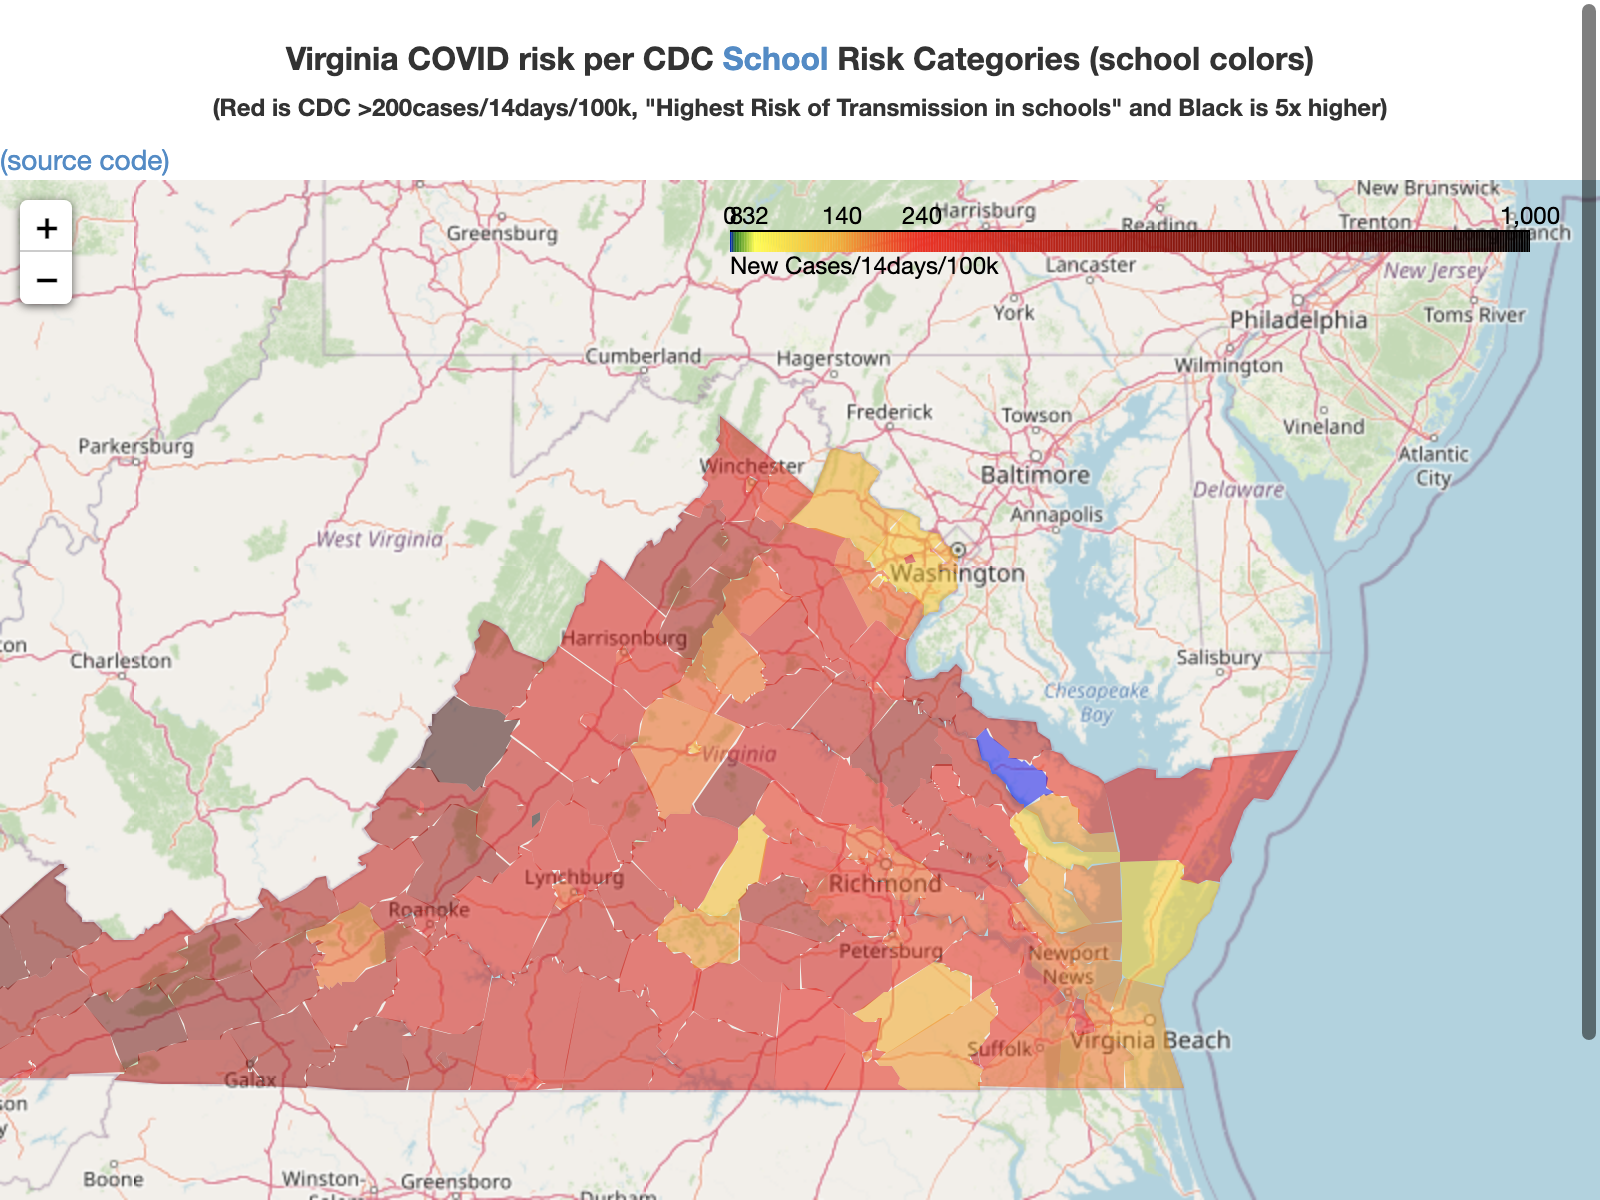 Virginia COVID risk per CDC School Risk Categories (school colors)
(Red is CDC >200cases/14days/100k, "Highest Risk of Transmission in schools" and Black is 5x higher)
(source code)
+
−
0 8 32 140 240 1,000
New Cases/14days/100k
New Brunswick
Harrisburg
Reading
Trenton
Greensburg
Lancaster
New Jersey
York
Philadelphia
Toms River
Cumberland
Hagerstown
Wilmington
Frederick
Towson
Vineland
Parkersburg
Atlantic
City
Winchester
Baltimore
Delaware
Annapolis
West Virginia
Washington
Harrisonburg
Charleston
Salisbury
Chesapeake
Bay
Virginia
Lynchburg
Richmond
Roanoke
Petersburg
Newport
News
Virginia Beach
Suffolk
Galax
Boone
Winston-
Greensboro
Durham